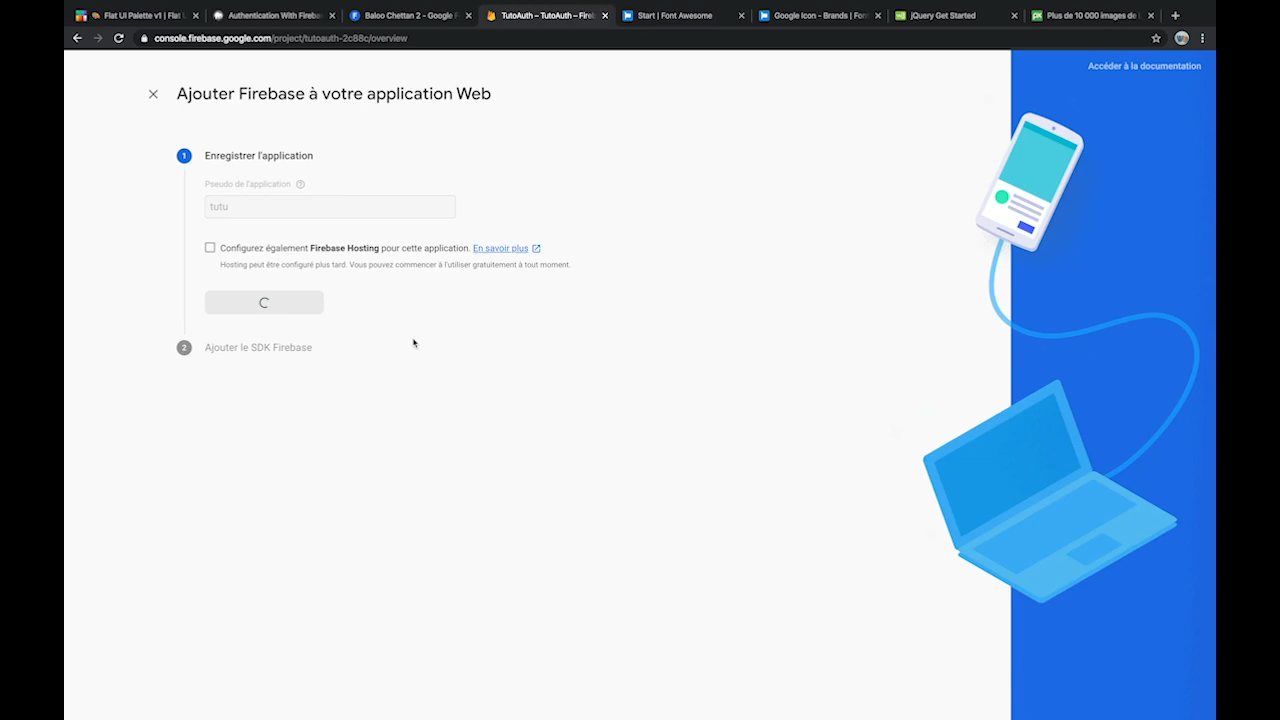 Flat UI Palette v1 | Flat
Authentication With Fireba
Baloo Chettan 2 - Google F
TutoAuth – TutoAuth – Fire
Start | Font Awesome
Google Icon - Brands | Fon
jQuery Get Started
Plus de 10 000 images de
console.firebase.google.com/project/tutoauth-2c88c/overview
Accéder à la documentation
Ajouter Firebase à votre application Web
1 Enregistrer l'application
Pseudo de l'application
tutu
Configurez également Firebase Hosting pour cette application. En savoir plus
Hosting peut être configuré plus tard. Vous pouvez commencer à l'utiliser gratuitement à tout moment.
2 Ajouter le SDK Firebase